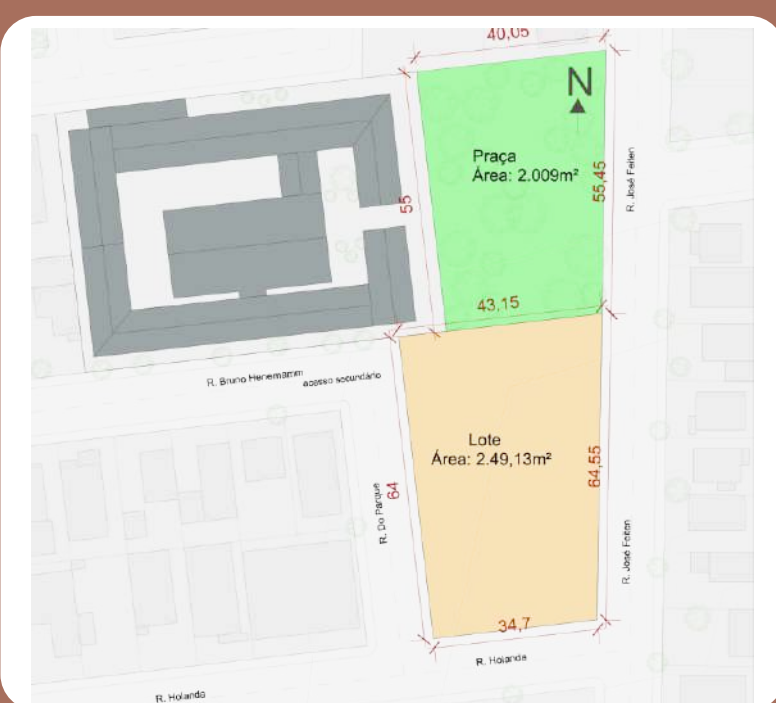 40,05
N
Praça
Área: 2.009m²
55,45
R. José Feiten
55
43,15
R. Bruno Henemamm
acesso secundário
Lote
Área: 2.49,13m²
64,55
64
R. Do Parque
R. José Feiten
34,7
R. Holanda
R. Holanda